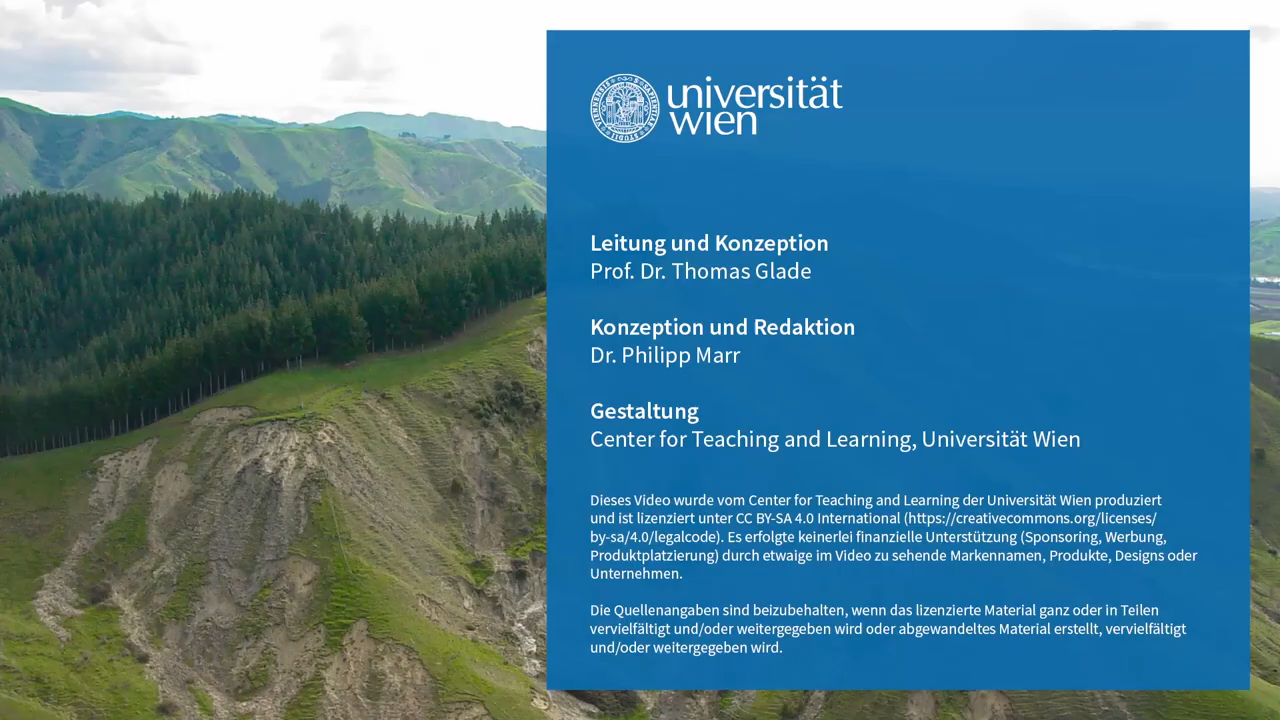 universität
wien
Leitung und Konzeption
Prof. Dr. Thomas Glade
Konzeption und Redaktion
Dr. Philipp Marr
Gestaltung
Center for Teaching and Learning, Universität Wien
Dieses Video wurde vom Center for Teaching and Learning der Universität Wien produziert
und ist lizenziert unter CC BY-SA 4.0 International (https://creativecommons.org/licenses/
by-sa/4.0/legalcode). Es erfolgte keinerlei finanzielle Unterstützung (Sponsoring, Werbung,
Produktplatzierung) durch etwaige im Video zu sehende Markennamen, Produkte, Designs oder
Unternehmen.
Die Quellenangaben sind beizubehalten, wenn das lizenzierte Material ganz oder in Teilen
vervielfältigt und/oder weitergegeben wird oder abgewandeltes Material erstellt, vervielfältigt
und/oder weitergegeben wird.